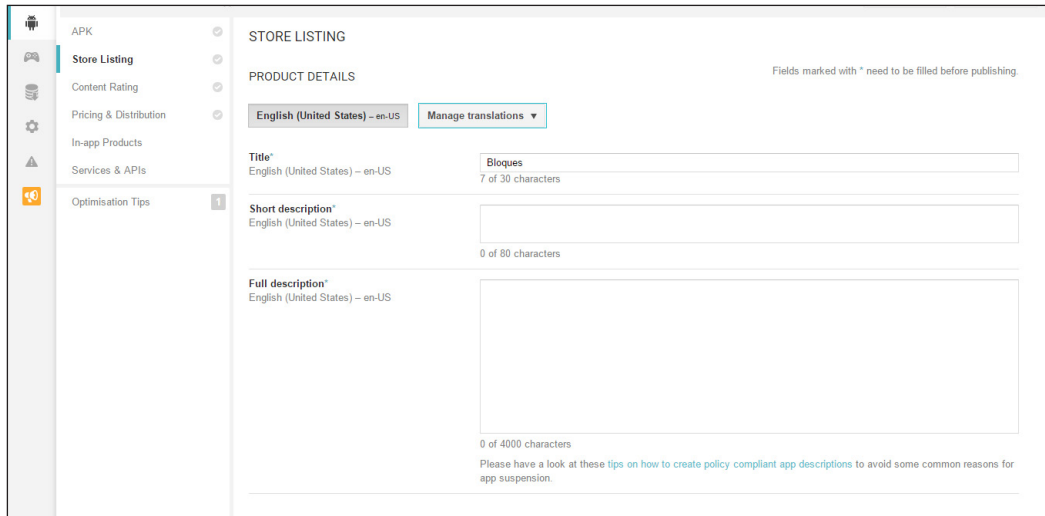 APK
Store Listing
Content Rating
Pricing & Distribution
In-app Products
Services & APIs
Optimisation Tips 1
STORE LISTING
PRODUCT DETAILS
Fields marked with * need to be filled before publishing.
English (United States) – en-US Manage translations ▼
Title*
English (United States) – en-US
Bloques
7 of 30 characters
Short description*
English (United States) – en-US
0 of 80 characters
Full description*
English (United States) – en-US
0 of 4000 characters
Please have a look at these tips on how to create policy compliant app descriptions to avoid some common reasons for
app suspension.